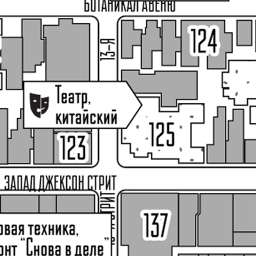 БОТАНИКАЛ АВЕНЮ
13-Я
124
Театр,
китайский
125
123
ЗАПАД ДЖЕКСОН СТРИТ
137
овая техника,
онт "Снова в деле"